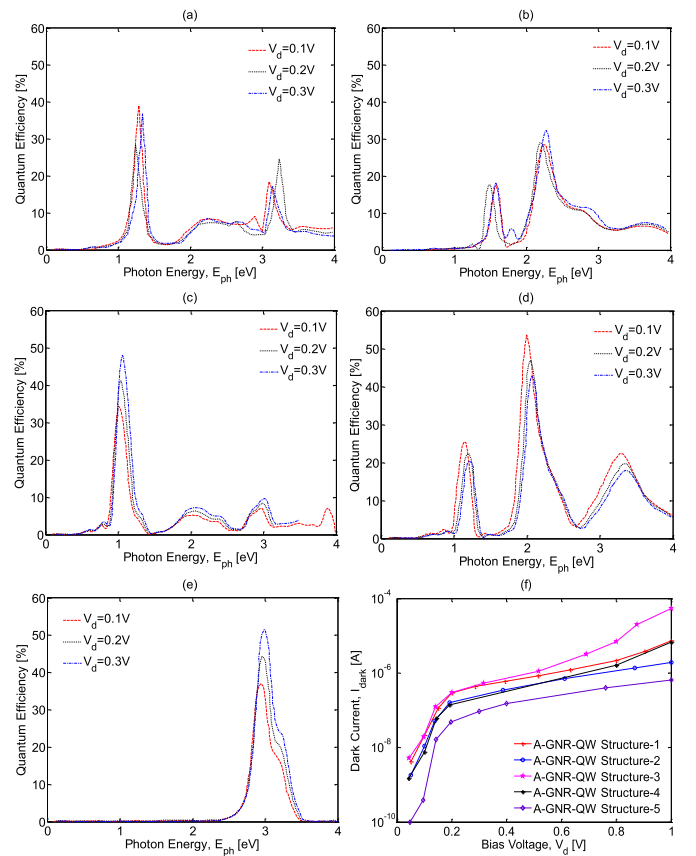 (a)
60
50
40
30
20
10
0
0 1 2 3 4
Quantum Efficiency [%]
Photon Energy, E_ph [eV]
V_d=0.1V
V_d=0.2V
V_d=0.3V
(b)
60
50
40
30
20
10
0
0 1 2 3 4
Quantum Efficiency [%]
Photon Energy, E_ph [eV]
V_d=0.1V
V_d=0.2V
V_d=0.3V
(c)
60
50
40
30
20
10
0
0 1 2 3 4
Quantum Efficiency [%]
Photon Energy, E_ph [eV]
V_d=0.1V
V_d=0.2V
V_d=0.3V
(d)
60
50
40
30
20
10
0
0 1 2 3 4
Quantum Efficiency [%]
Photon Energy, E_ph [eV]
V_d=0.1V
V_d=0.2V
V_d=0.3V
(e)
60
50
40
30
20
10
0
0 1 2 3 4
Quantum Efficiency [%]
Photon Energy, E_ph [eV]
V_d=0.1V
V_d=0.2V
V_d=0.3V
(f)
10^-4
10^-6
10^-8
10^-10
0 0.2 0.4 0.6 0.8 1
Dark Current, I_dark [A]
Bias Voltage, V_d [V]
A-GNR-QW Structure-1
A-GNR-QW Structure-2
A-GNR-QW Structure-3
A-GNR-QW Structure-4
A-GNR-QW Structure-5